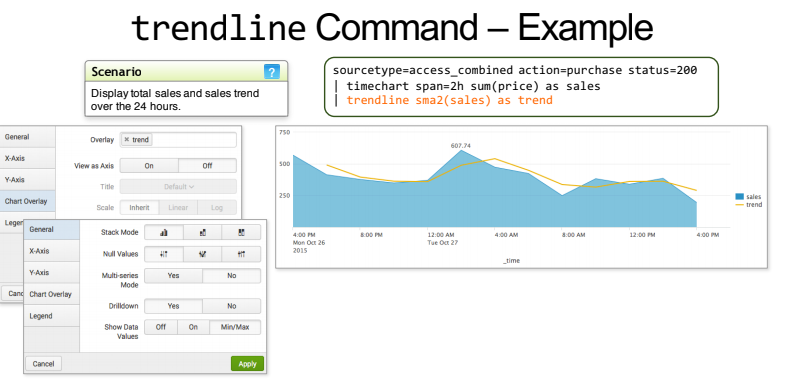 trendline Command – Example
Scenario
?
Display total sales and sales trend
over the 24 hours.
sourcetype=access_combined action=purchase status=200
| timechart span=2h sum(price) as sales
| trendline sma2(sales) as trend
General
X-Axis
Y-Axis
Chart Overlay
Legen
Canc
Overlay
× trend
View as Axis
On
Off
Title
Default
Scale
Inherit
Linear
Log
General
X-Axis
Y-Axis
Chart Overlay
Legend
Stack Mode
Null Values
Multi-series
Mode
Yes
No
Drilldown
Yes
No
Show Data
Values
Off
On
Min/Max
Cancel
Apply
750
500
250
607.74
sales
trend
4:00 PM
Mon Oct 26
2015
8:00 PM
12:00 AM
Tue Oct 27
4:00 AM
8:00 AM
12:00 PM
4:00 PM
_time